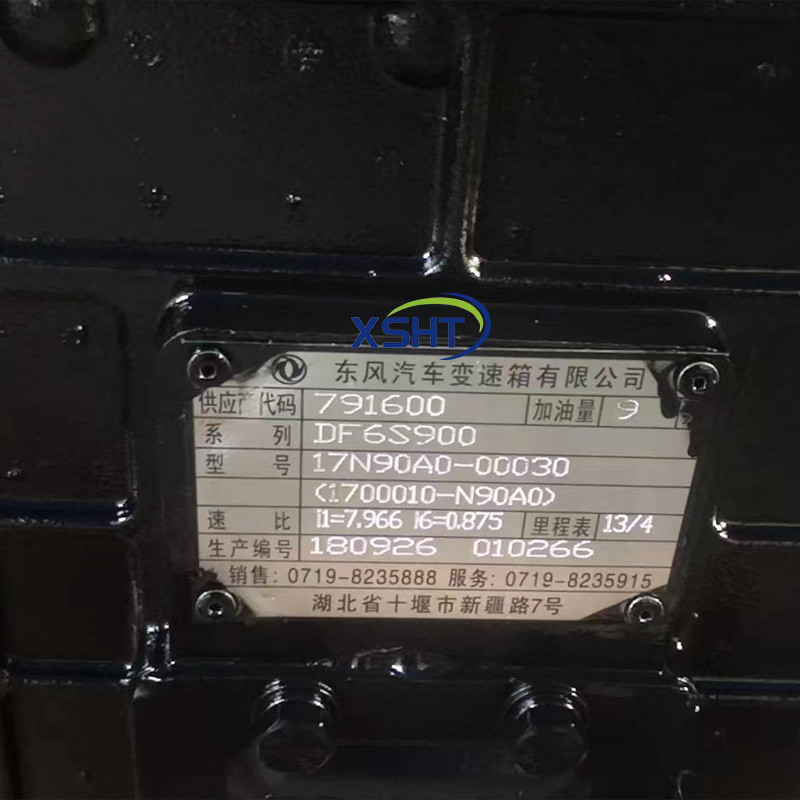 XSHT
东风汽车变速箱有限公司
供应产代码 791600 加油量 9
系 列 DF6S900
型 号 17N90A0-00030
(1700010-N90A0)
速 比 i1=7.966 i6=0.875 里程表 13/4
生产编号 180926 010266
销售: 0719-8235888 服务: 0719-8235915
湖北省十堰市新疆路7号